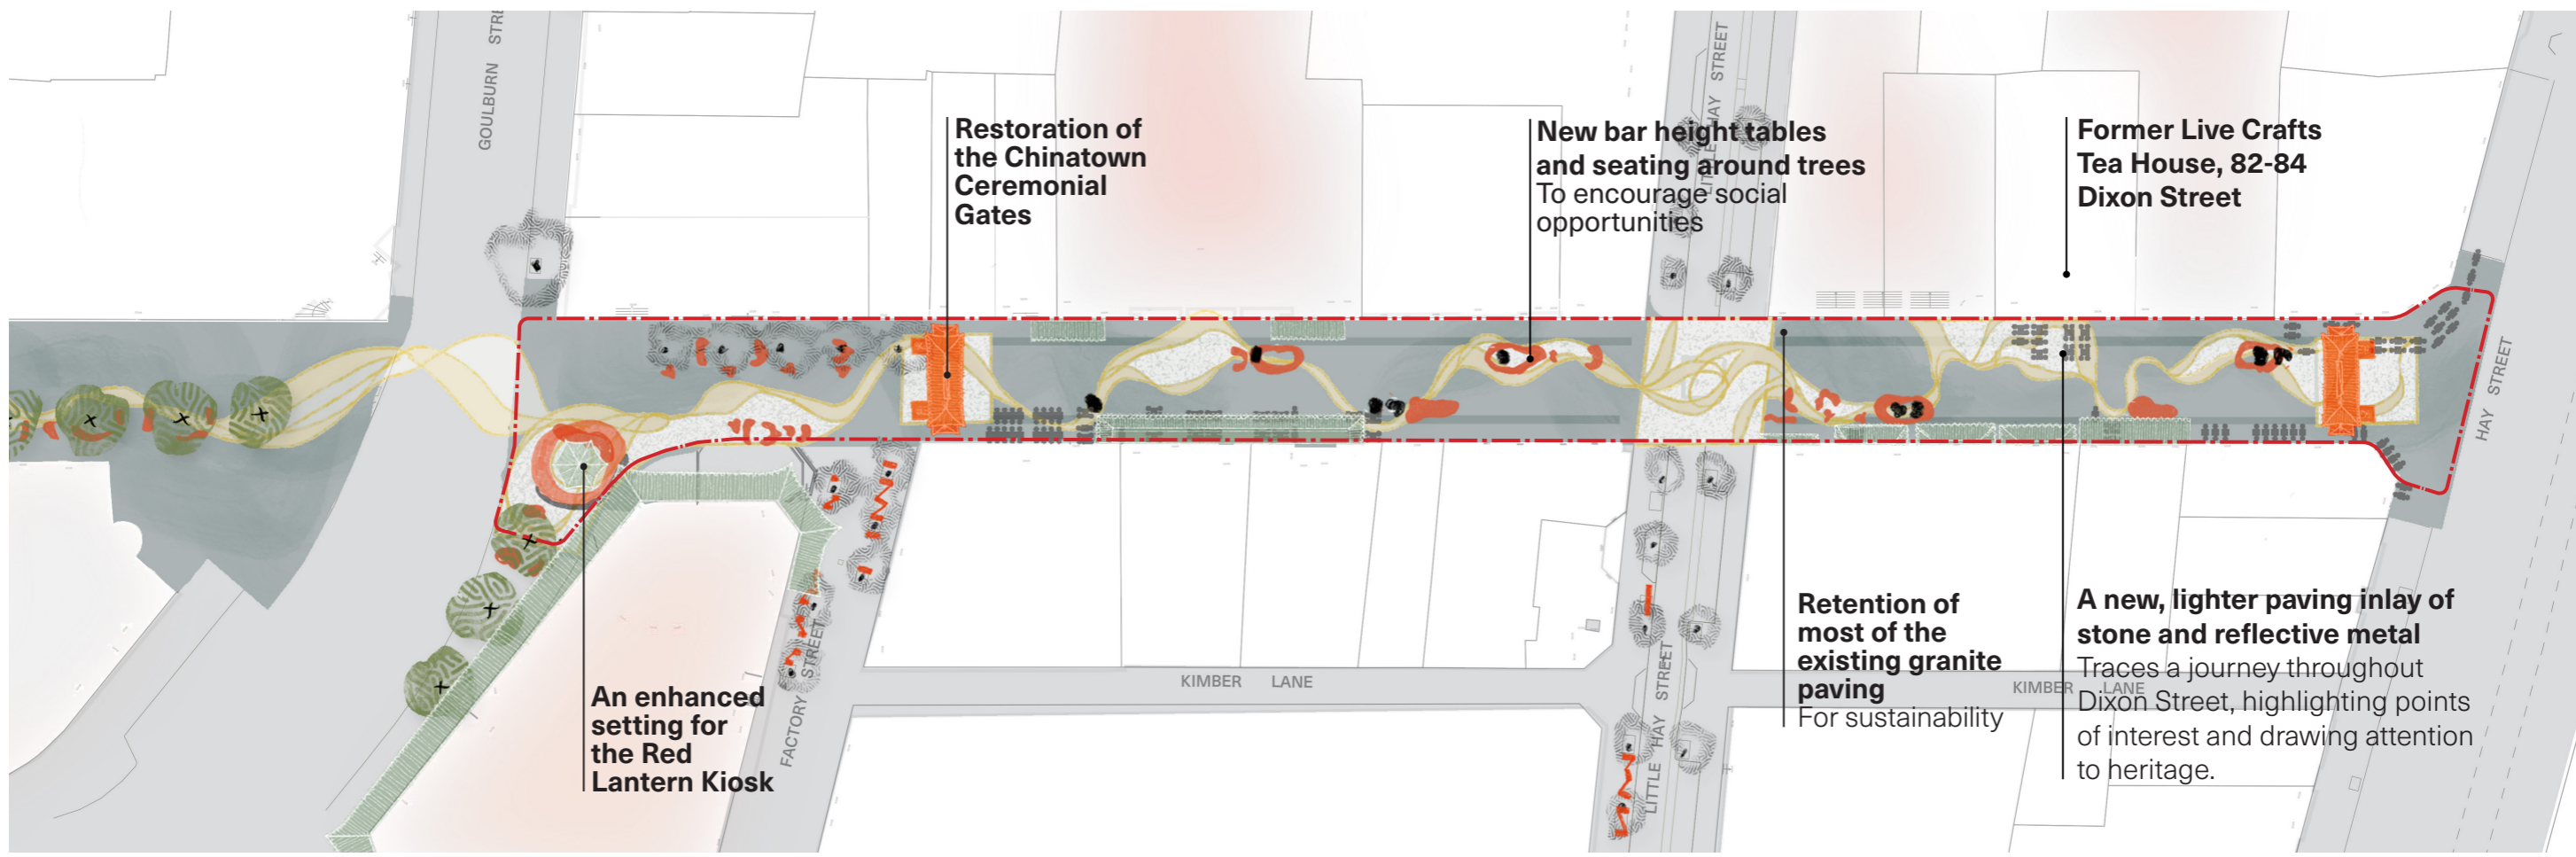 GOULBURN STRE
Restoration of
the Chinatown
Ceremonial
Gates
New bar height tables
and seating around trees
To encourage social
opportunities
LITTLE HAY STREET
Former Live Crafts
Tea House, 82-84
Dixon Street
HAY STREET
An enhanced
setting for
the Red
Lantern Kiosk
FACTORY STREET
KIMBER LANE
LITTLE HAY STREET
Retention of
most of the
existing granite
paving
For sustainability
KIMBER LANE
A new, lighter paving inlay of
stone and reflective metal
Traces a journey throughout
Dixon Street, highlighting points
of interest and drawing attention
to heritage.